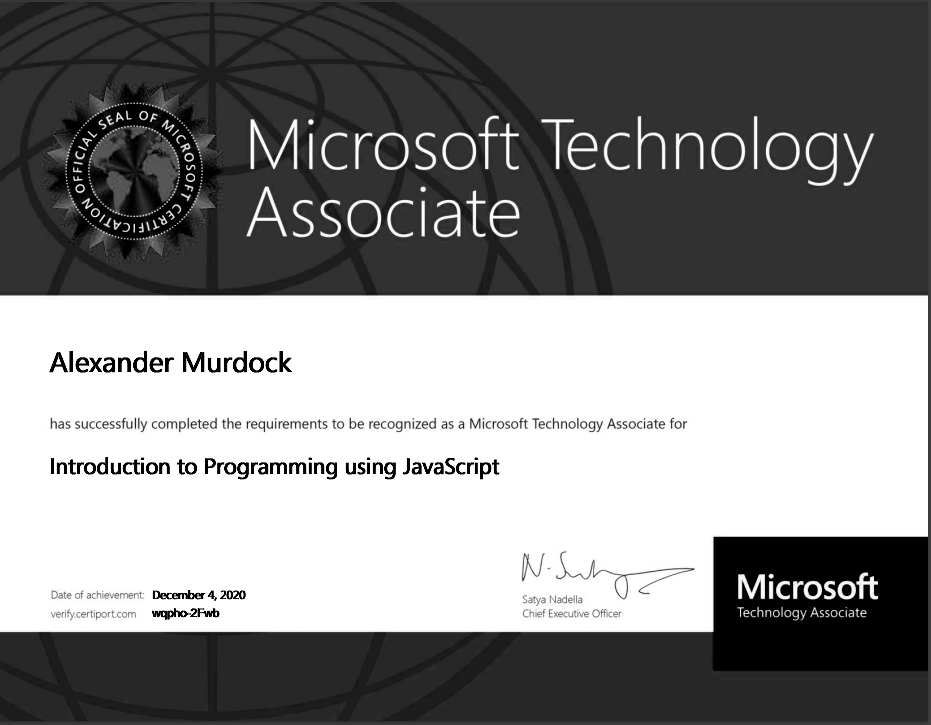 OFFICIAL SEAL OF MICROSOFT CERTIFICATION
Microsoft Technology
Associate
Alexander Murdock
has successfully completed the requirements to be recognized as a Microsoft Technology Associate for
Introduction to Programming using JavaScript
Date of achievement: December 4, 2020
verify.certiport.com wqpho-2Fwb
Satya Nadella
Chief Executive Officer
Microsoft
Technology Associate